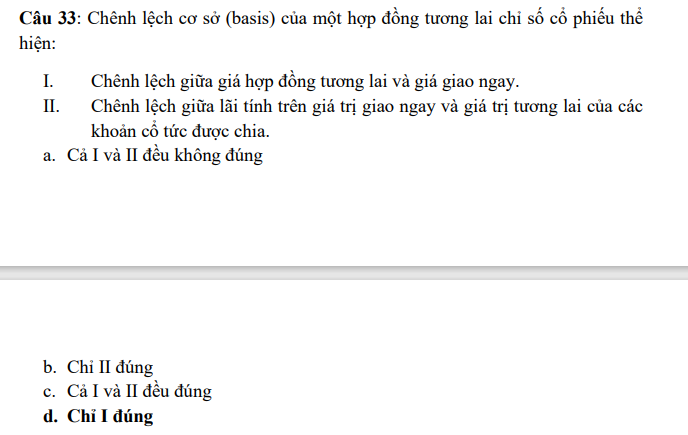 Câu 33: Chênh lệch cơ sở (basis) của một hợp đồng tương lai chỉ số cổ phiếu thể
hiện:
I. Chênh lệch giữa giá hợp đồng tương lai và giá giao ngay.
II. Chênh lệch giữa lãi tính trên giá trị giao ngay và giá trị tương lai của các
khoản cổ tức được chia.
a. Cả I và II đều không đúng
b. Chỉ II đúng
c. Cả I và II đều đúng
d. Chỉ I đúng